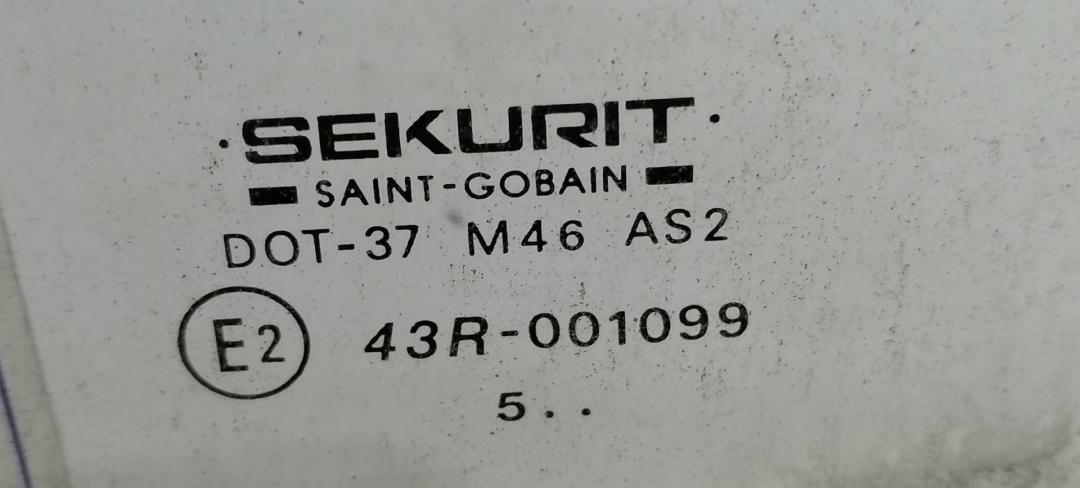 ·SEKURIT·
SAINT-GOBAIN
DOT-37 M46 AS2
E2 43R-001099
5..